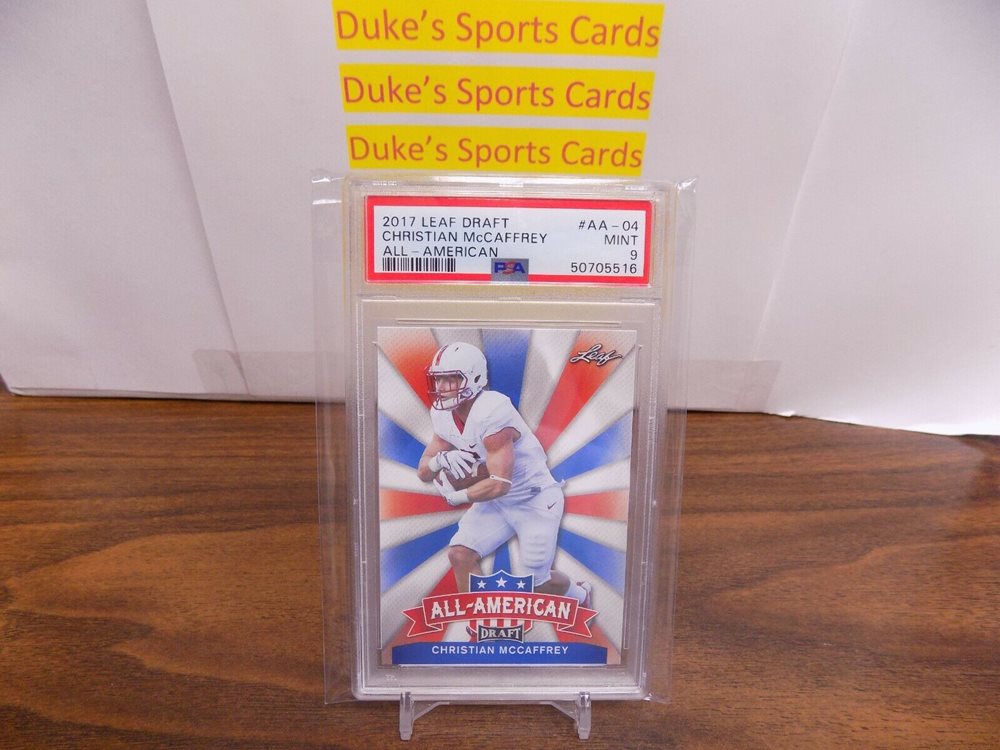 Duke's Sports Cards
Duke's Sports Cards
Duke's Sports Cards
2017 LEAF DRAFT #AA-04
CHRISTIAN McCAFFREY MINT
ALL-AMERICAN 9
PSA 50705516
Leaf
ALL-AMERICAN
DRAFT
CHRISTIAN MCCAFFREY